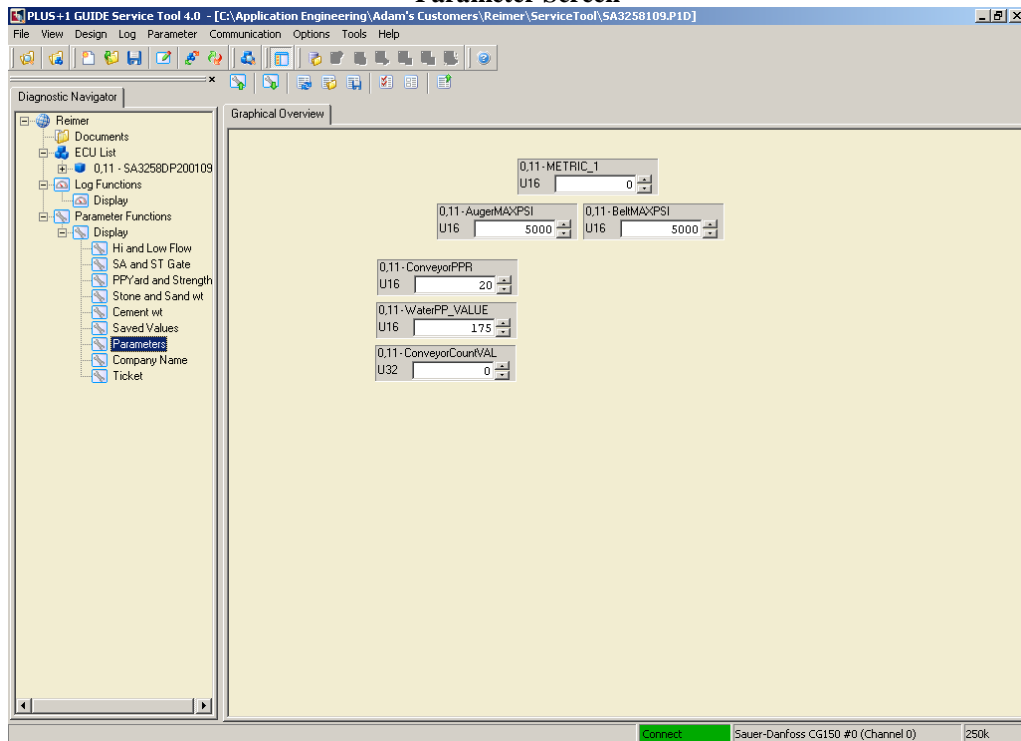 Parameter Screen
PLUS+1 GUIDE Service Tool 4.0 - [C:\Application Engineering\Adam's Customers\Reimer\ServiceTool\SA3258109.P1D]
File View Design Log Parameter Communication Options Tools Help
Diagnostic Navigator
Graphical Overview
Reimer
Documents
ECU List
0,11 - SA3258DP200109
Log Functions
Display
Parameter Functions
Display
Hi and Low Flow
SA and ST Gate
PPYard and Strength
Stone and Sand wt
Cement wt
Saved Values
Parameters
Company Name
Ticket
0,11-METRIC_1
U16 0
0,11-AugerMAXPSI
U16 5000
0,11-BeltMAXPSI
U16 5000
0,11-ConveyorPPR
U16 20
0,11-WaterPP_VALUE
U16 175
0,11-ConveyorCountVAL
U32 0
Connect Sauer-Danfoss CG150 #0 (Channel 0) 250k